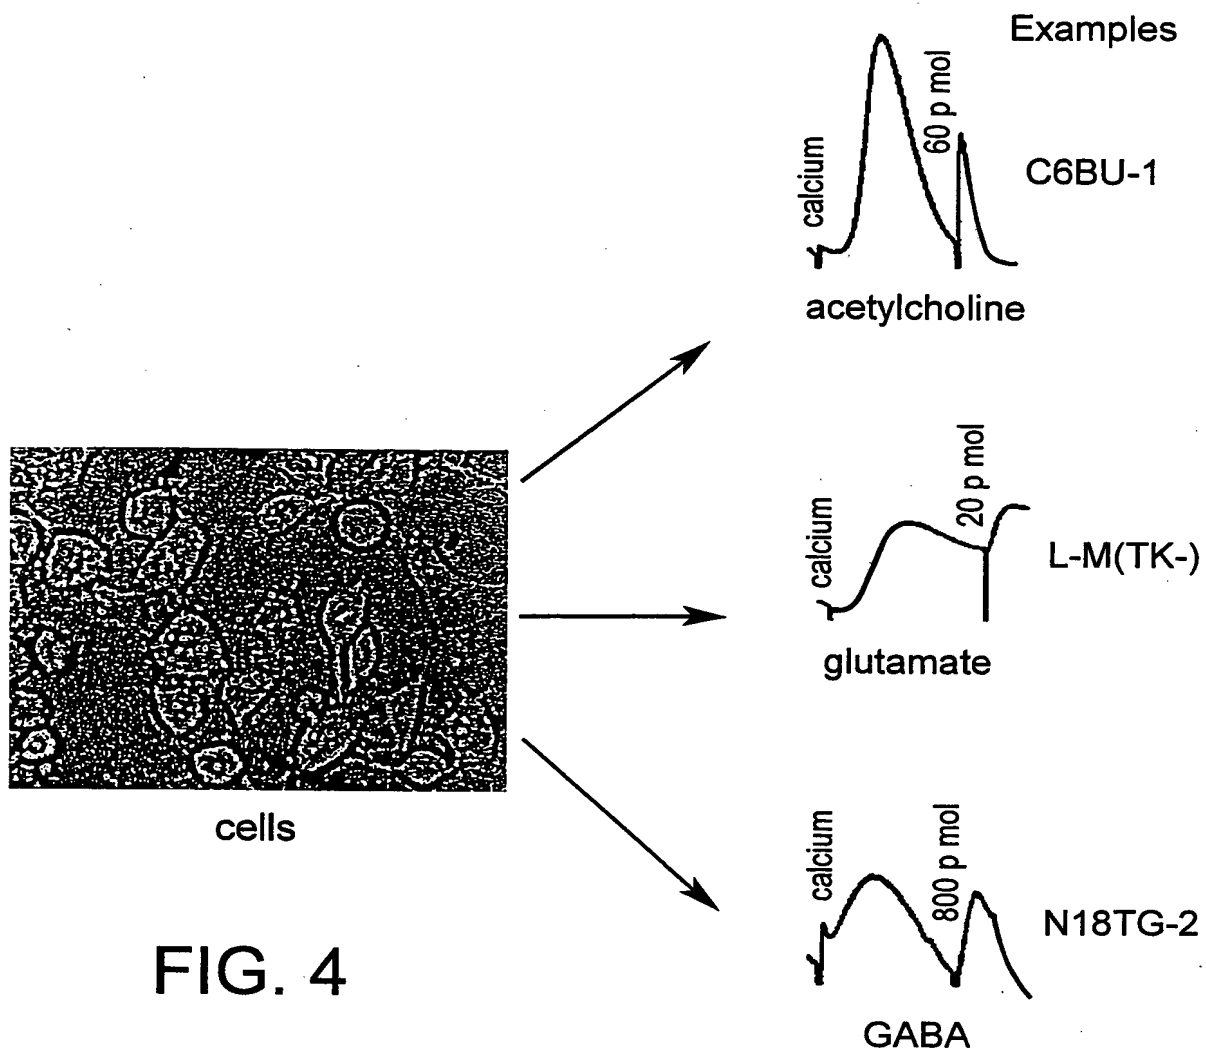 Examples
calcium
60 p mol
C6BU-1
acetylcholine
calcium
20 p mol
L-M(TK-)
glutamate
cells
calcium
800 p mol
N18TG-2
GABA
FIG. 4